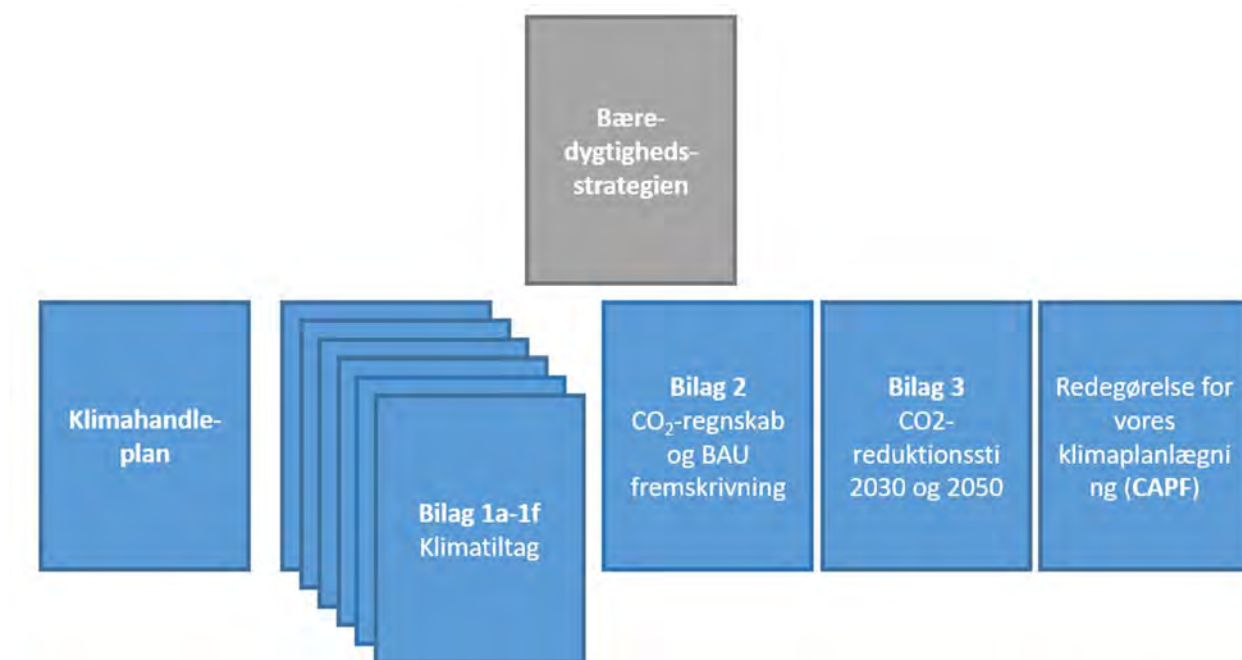 Bære-
dygtigheds-
strategien
Klimahandle-
plan
Bilag 1a-1f
Klimatiltag
Bilag 2
CO₂-regnskab
og BAU
fremskrivning
Bilag 3
CO2-
reduktionssti
2030 og 2050
Redegørelse for
vores
klimaplanlægni
ng (CAPF)